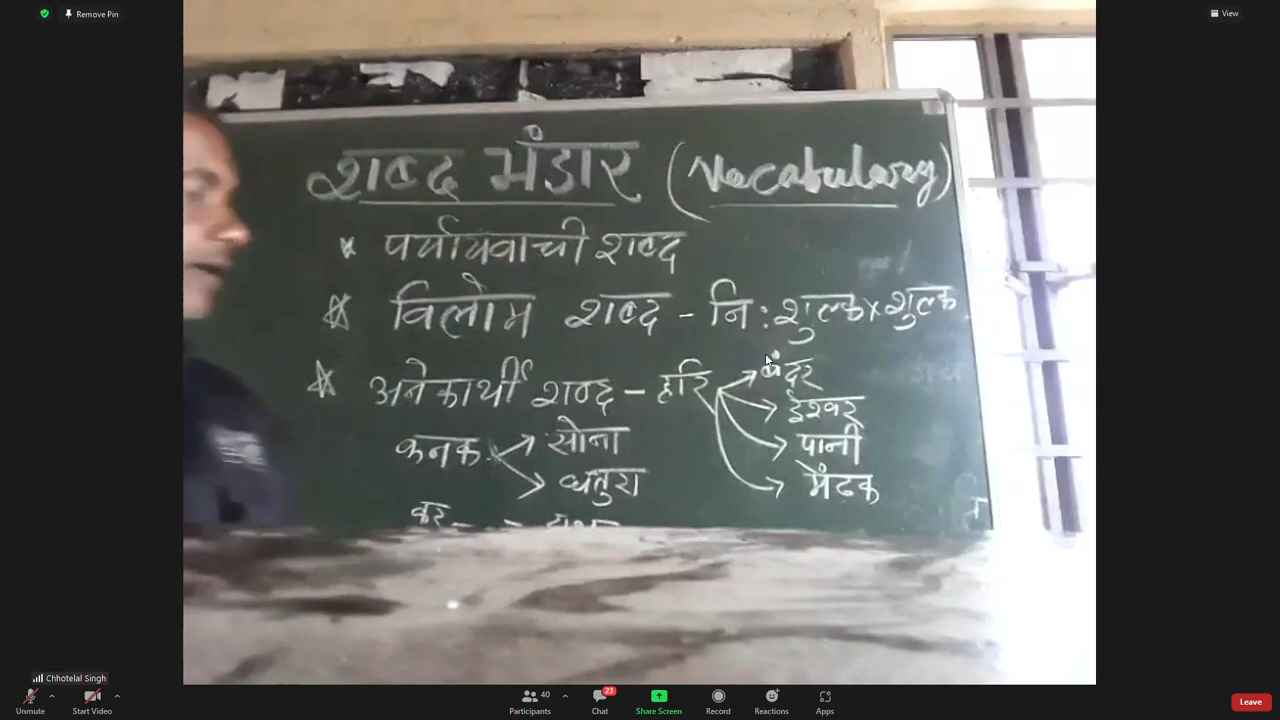 Remove Pin
View
शब्द भंडार (Vocabulary)
* पर्यायवाची शब्द
* विलोम शब्द - नि:शुल्क x शुल्क
* अनेकार्थी शब्द - हरि → बंदर
→ ईश्वर
→ पानी
→ मेंढक
कनक → सोना
→ धतुरा
कर -
Chhotelal Singh
Unmute
Start Video
40
Participants
23
Chat
Share Screen
Record
Reactions
Apps
Leave